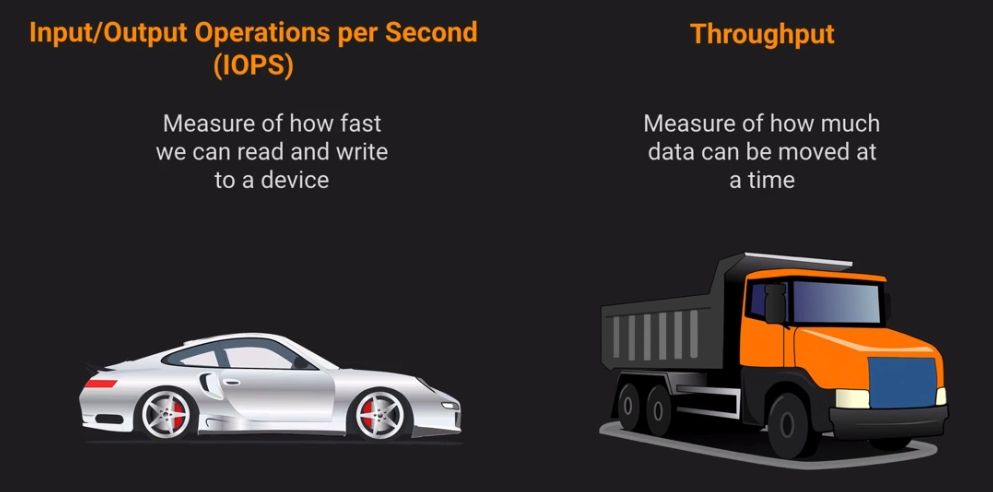 Input/Output Operations per Second
(IOPS)
Measure of how fast
we can read and write
to a device
Throughput
Measure of how much
data can be moved at
a time